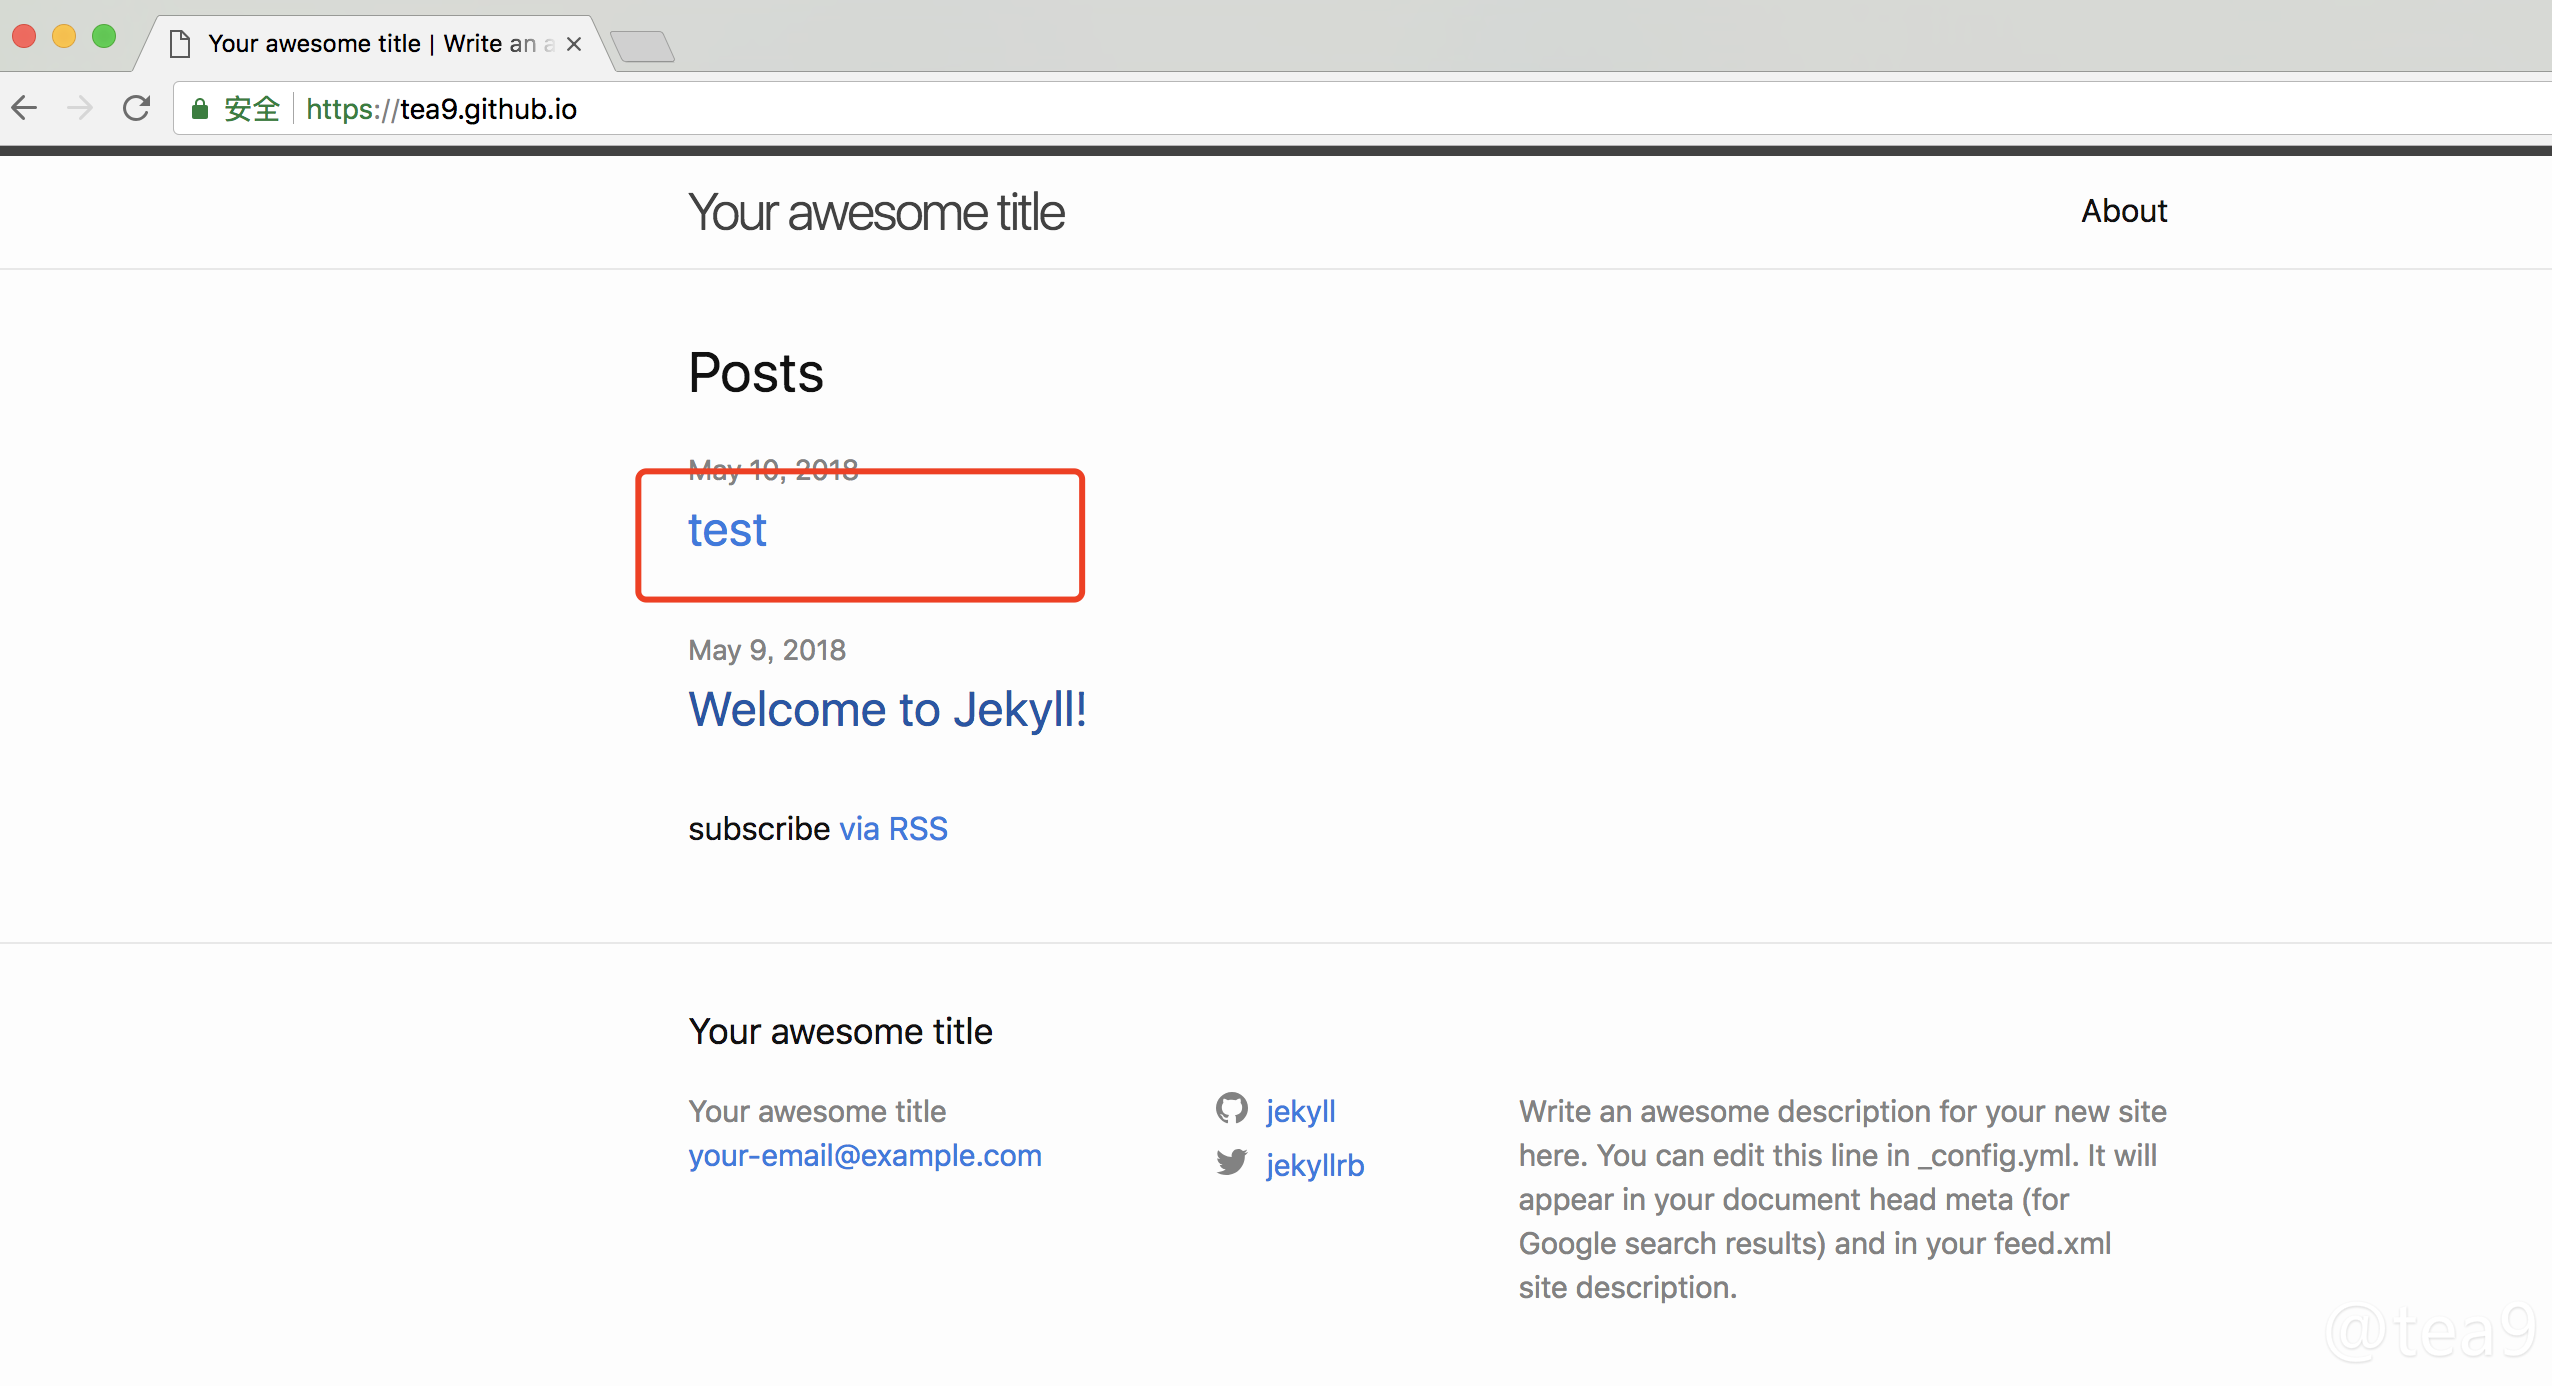 Your awesome title | Write an a
安全
https://tea9.github.io
Your awesome title
About
Posts
May 10, 2018
test
May 9, 2018
Welcome to Jekyll!
subscribe via RSS
Your awesome title
Your awesome title
your-email@example.com
jekyll
jekyllrb
Write an awesome description for your new site
here. You can edit this line in _config.yml. It will
appear in your document head meta (for
Google search results) and in your feed.xml
site description.
@tea9